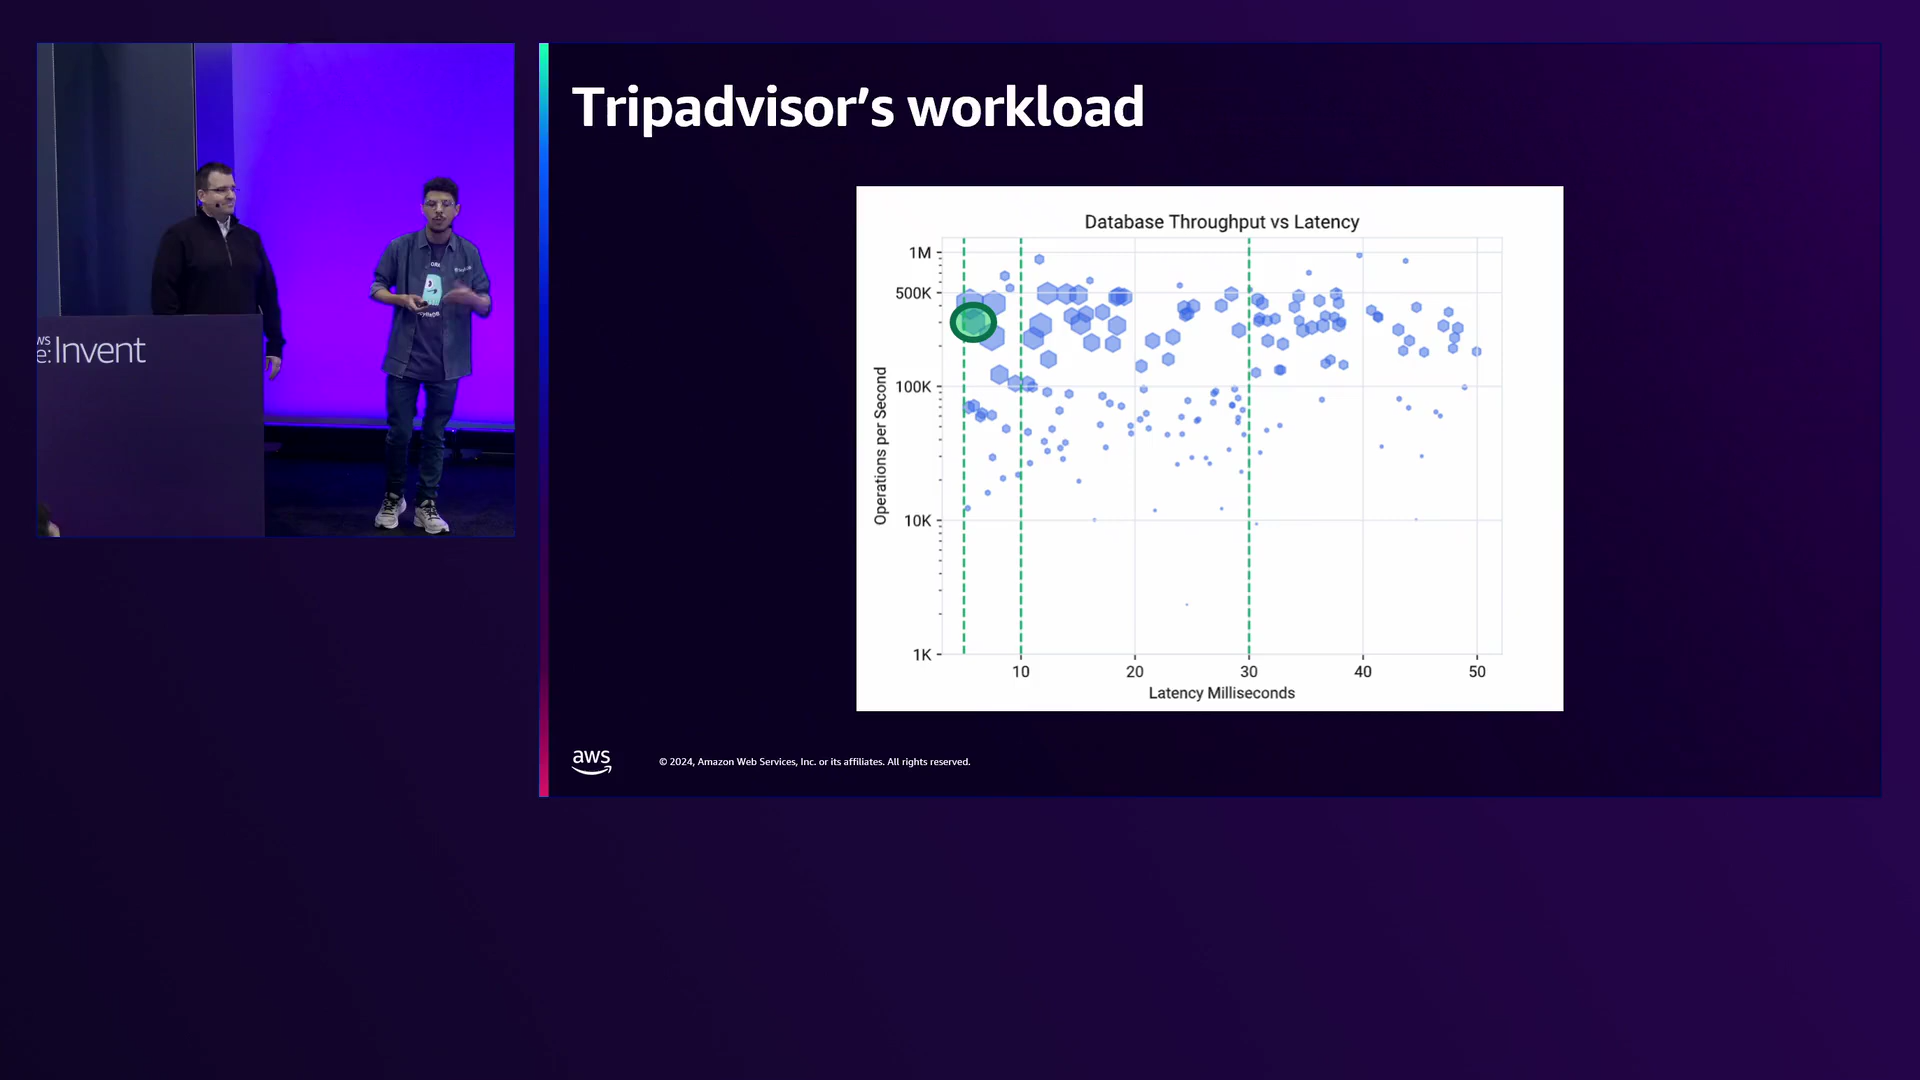 Tripadvisor's workload
Database Throughput vs Latency
1M
500K
100K
10K
1K
Operations per Second
10 20 30 40 50
Latency Milliseconds
aws
© 2024, Amazon Web Services, Inc. or its affiliates. All rights reserved.
ws
e:Invent